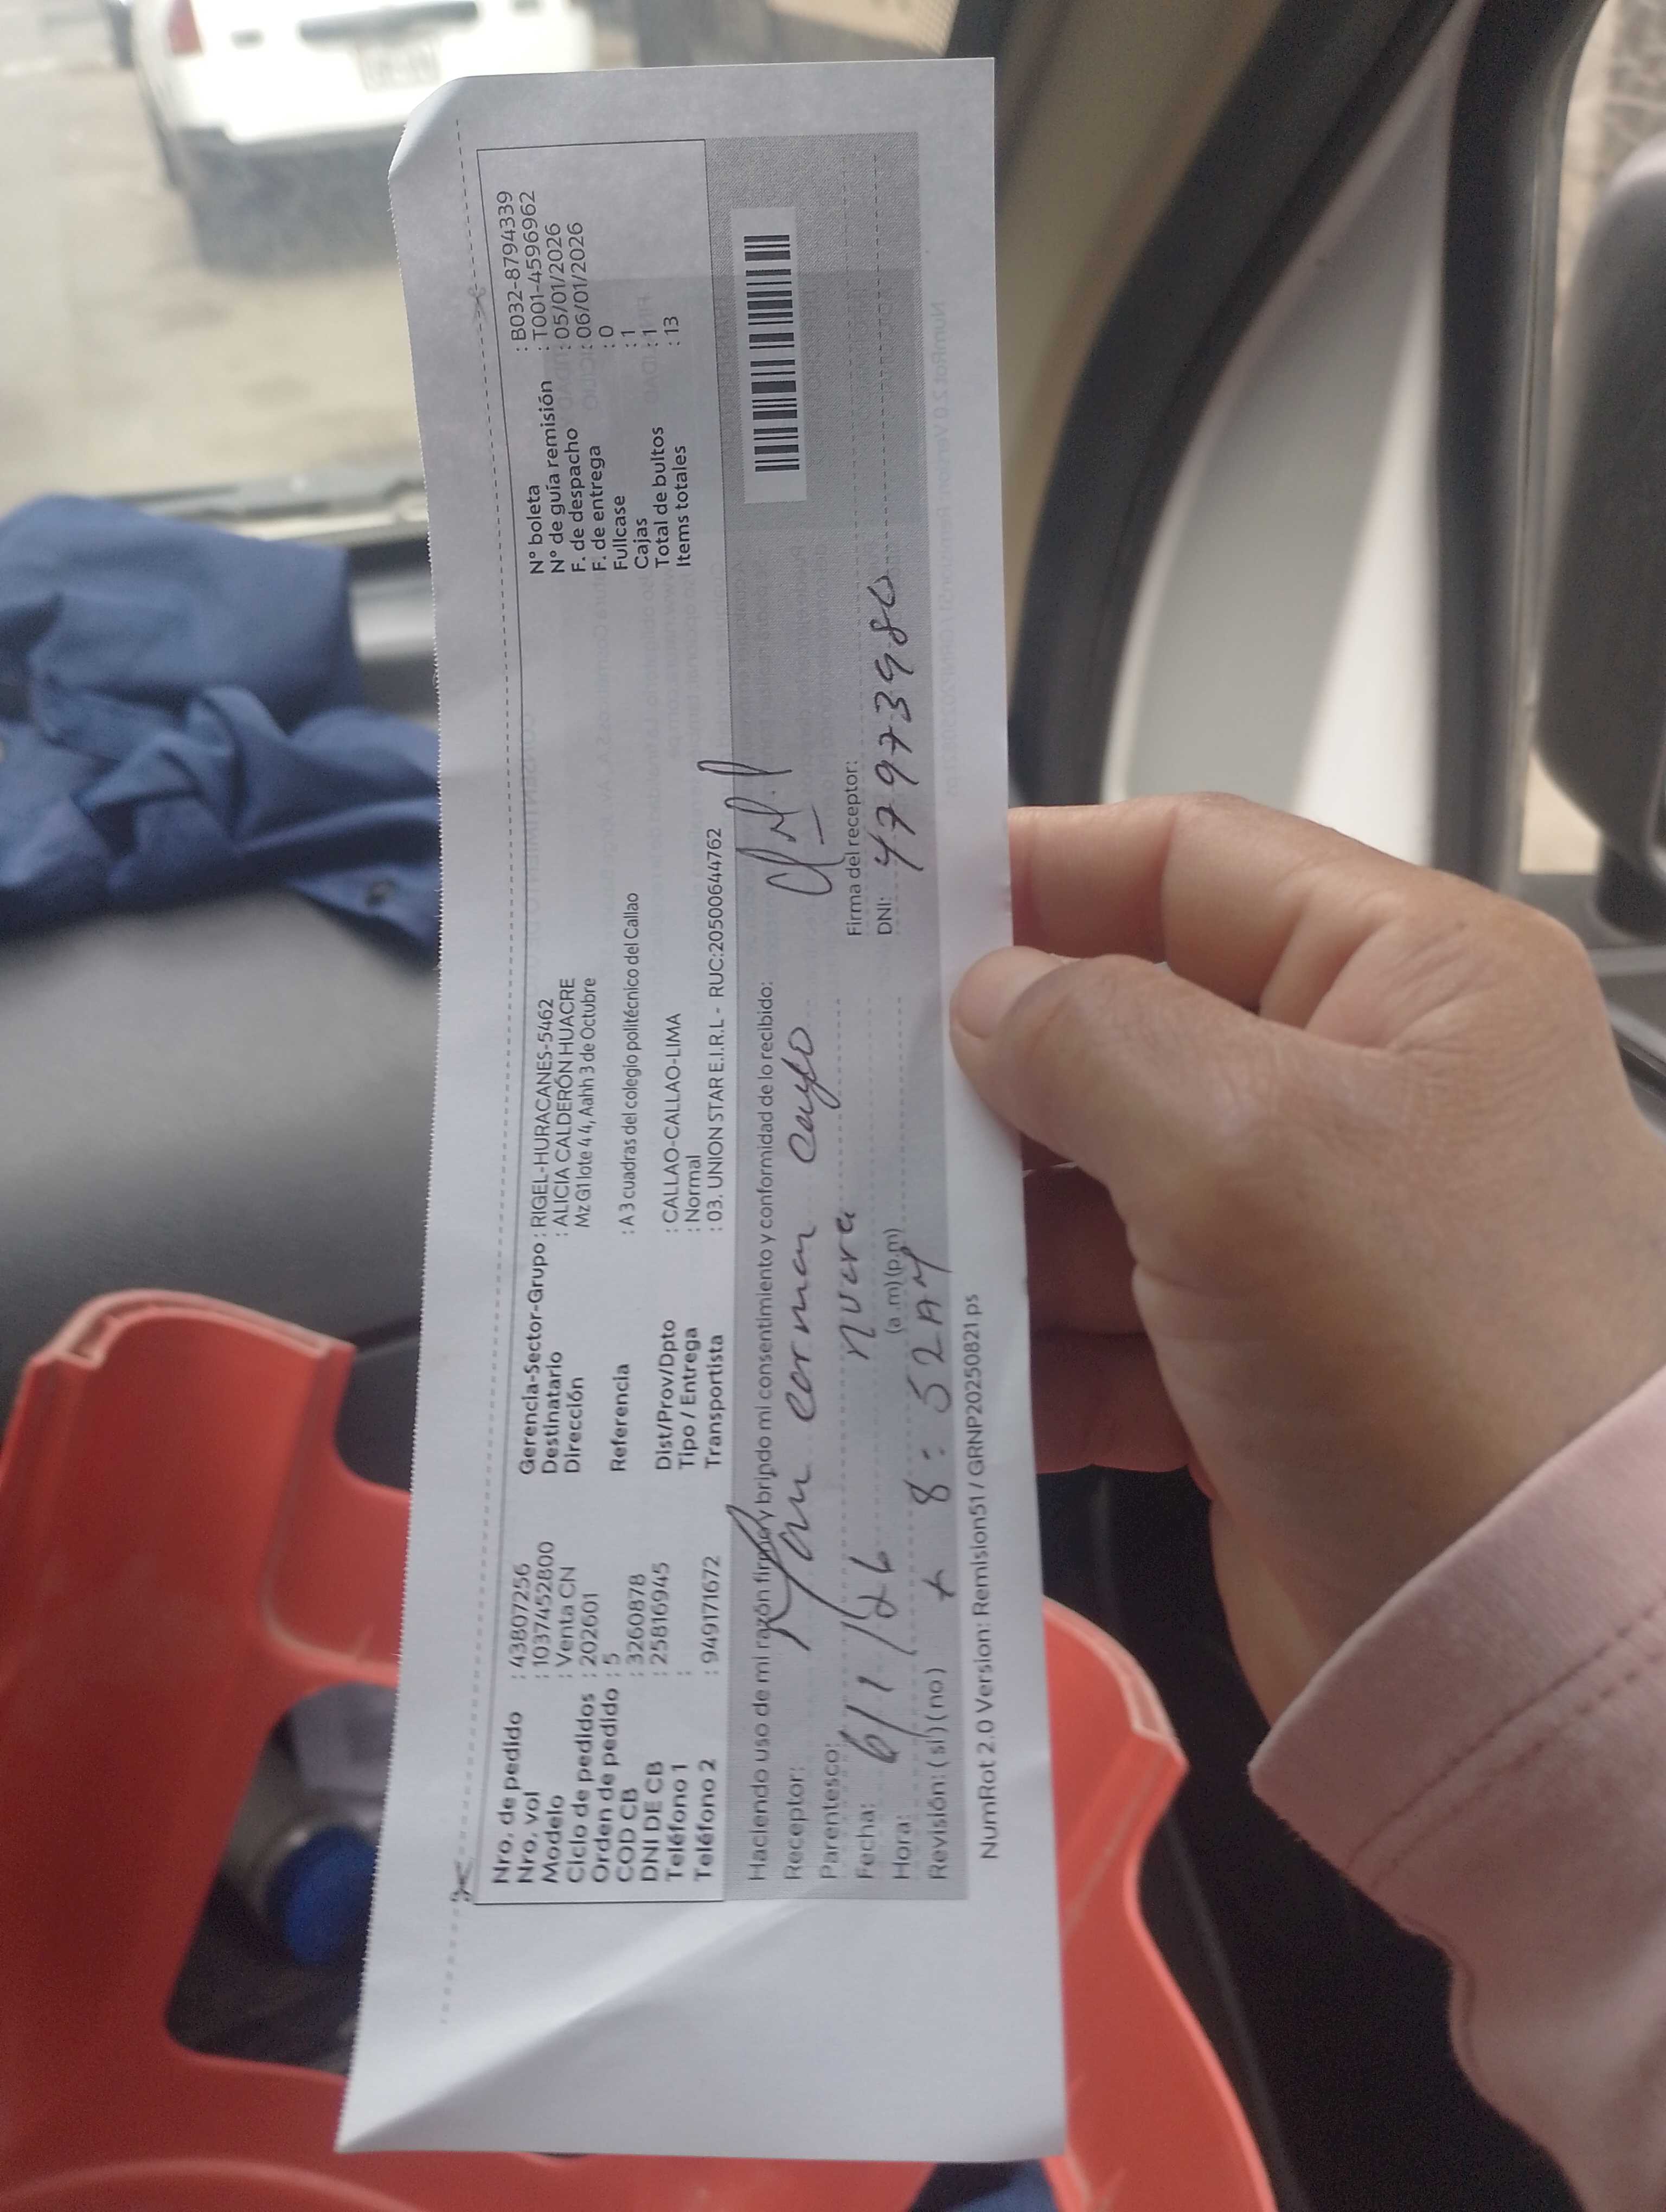 Nro. de pedido : 43807256
Nro. vol : 1037452800
Modelo : Venta CN
Ciclo de pedidos : 202601
Orden de pedido : 5
COD CB : 3260878
DNI DE CB : 25816945
Teléfono 1 :
Teléfono 2 : 949171672
Gerencia-Sector-Grupo : RIGEL-HURACANES-5462
Destinatario : ALICIA CALDERÓN HUACRE
Dirección Mz G1 lote 4 4, Aahh 3 de Octubre
Referencia : A 3 cuadras del colegio politécnico del Callao
Dist/Prov/Dpto : CALLAO-CALLAO-LIMA
Tipo / Entrega : Normal
Transportista : 03. UNION STAR E.I.R.L - RUC:20500644762
N° boleta : B032-8794339
N° de guía remisión : T001-4596962
F. de despacho : 05/01/2026
F. de entrega : 06/01/2026
Fullcase : 0
Cajas : 1
Total de bultos : 1
Items totales : 13
Haciendo uso de mi razón firmo y brindo mi consentimiento y conformidad de lo recibido:
Receptor: carman
Parentesco: nuera
Fecha: 6/1/26
Hora: (a.m)(p.m) 8:52 AM
Revisión: (si) (no)
Firma del receptor:
DNI: 47973980
NumRot 2.0 Version: Remision51 / GRNP20250821.ps